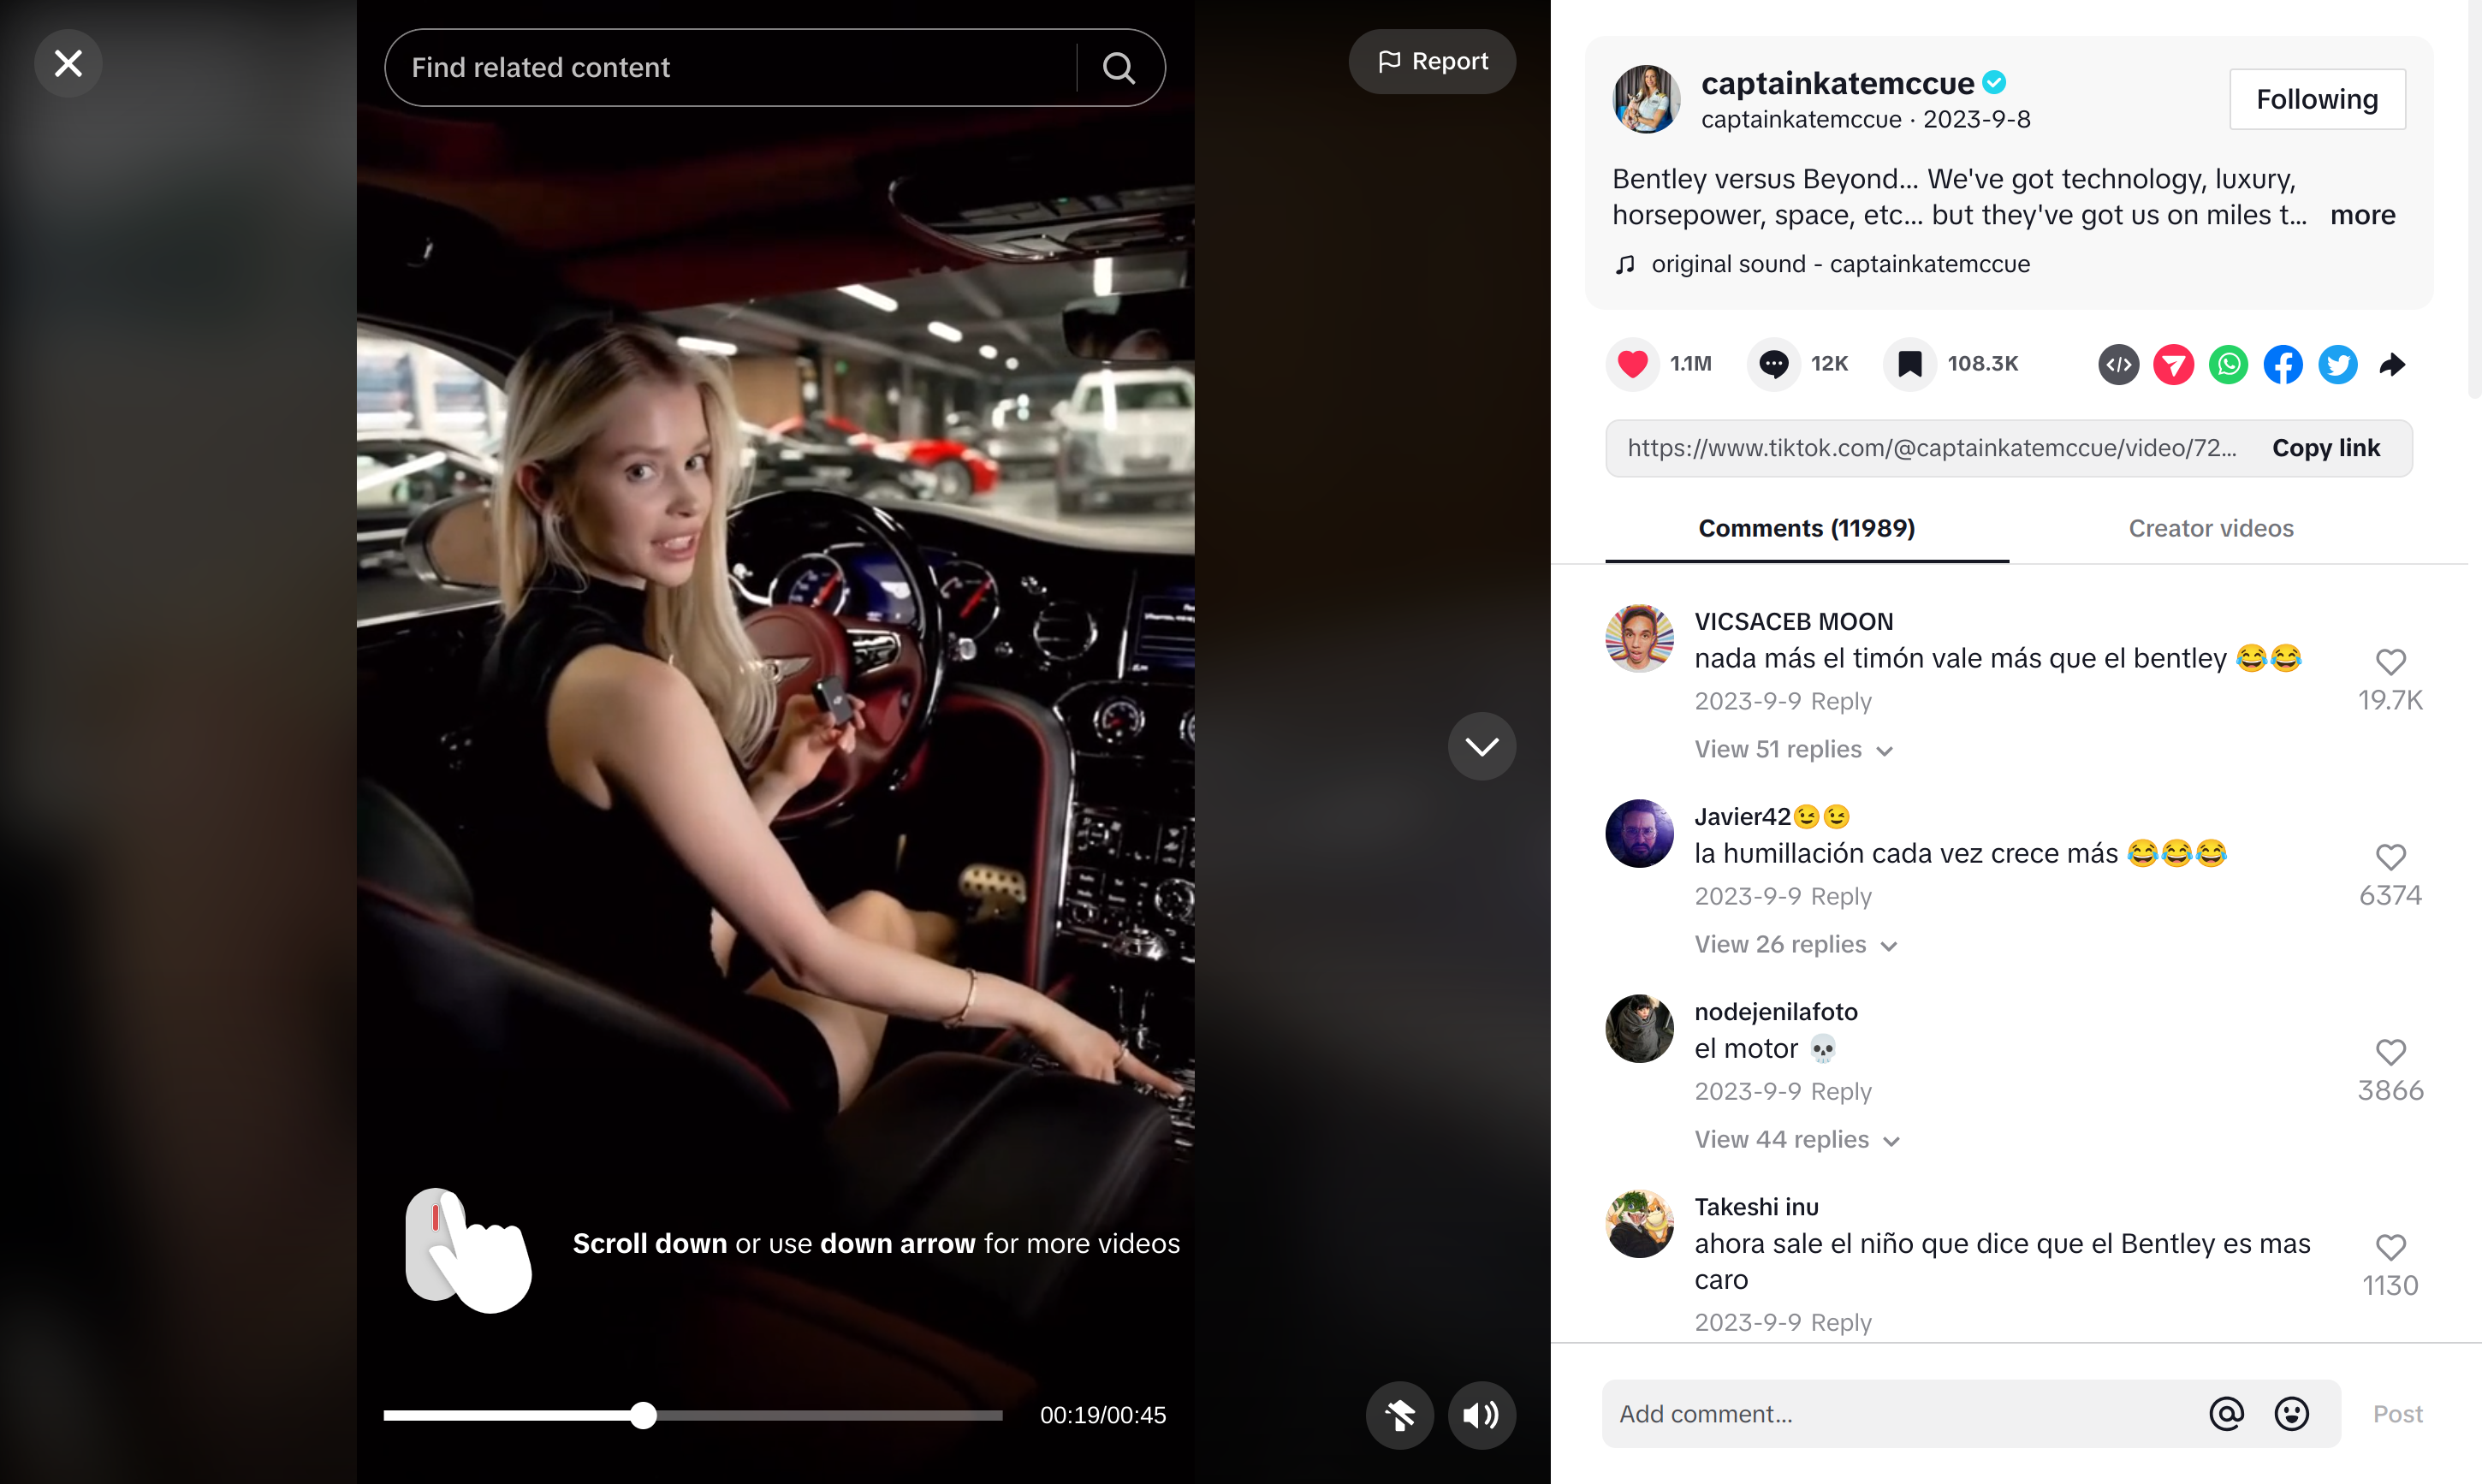 Find related content
Report
captainkatemccue
captainkatemccue · 2023-9-8
Following
Bentley versus Beyond... We've got technology, luxury,
horsepower, space, etc... but they've got us on miles t... more
original sound - captainkatemccue
1.1M
12K
108.3K
https://www.tiktok.com/@captainkatemccue/video/72...
Copy link
Comments (11989)
Creator videos
VICSACEB MOON
nada más el timón vale más que el bentley 😂😂
19.7K
2023-9-9 Reply
View 51 replies
Javier42😉😉
la humillación cada vez crece más 😂😂😂
6374
2023-9-9 Reply
View 26 replies
nodejenilafoto
el motor 💀
3866
2023-9-9 Reply
View 44 replies
Takeshi inu
ahora sale el niño que dice que el Bentley es mas
caro
1130
2023-9-9 Reply
Scroll down or use down arrow for more videos
00:19/00:45
Add comment...
Post